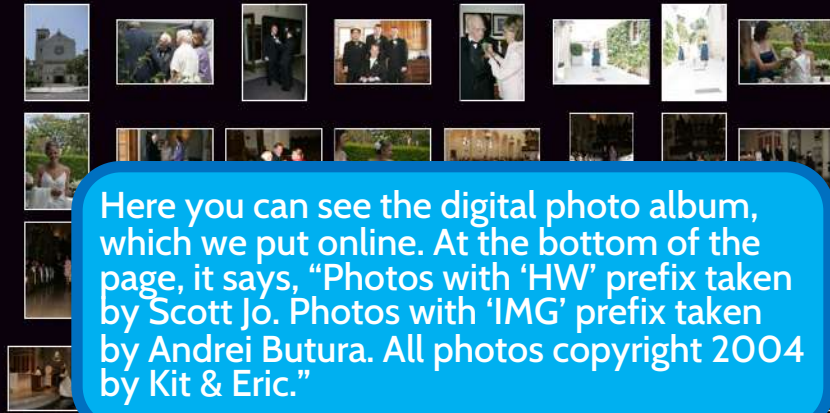 Here you can see the digital photo album,
which we put online. At the bottom of the
page, it says, “Photos with ‘HW’ prefix taken
by Scott Jo. Photos with ‘IMG’ prefix taken
by Andrei Butura. All photos copyright 2004
by Kit & Eric.”